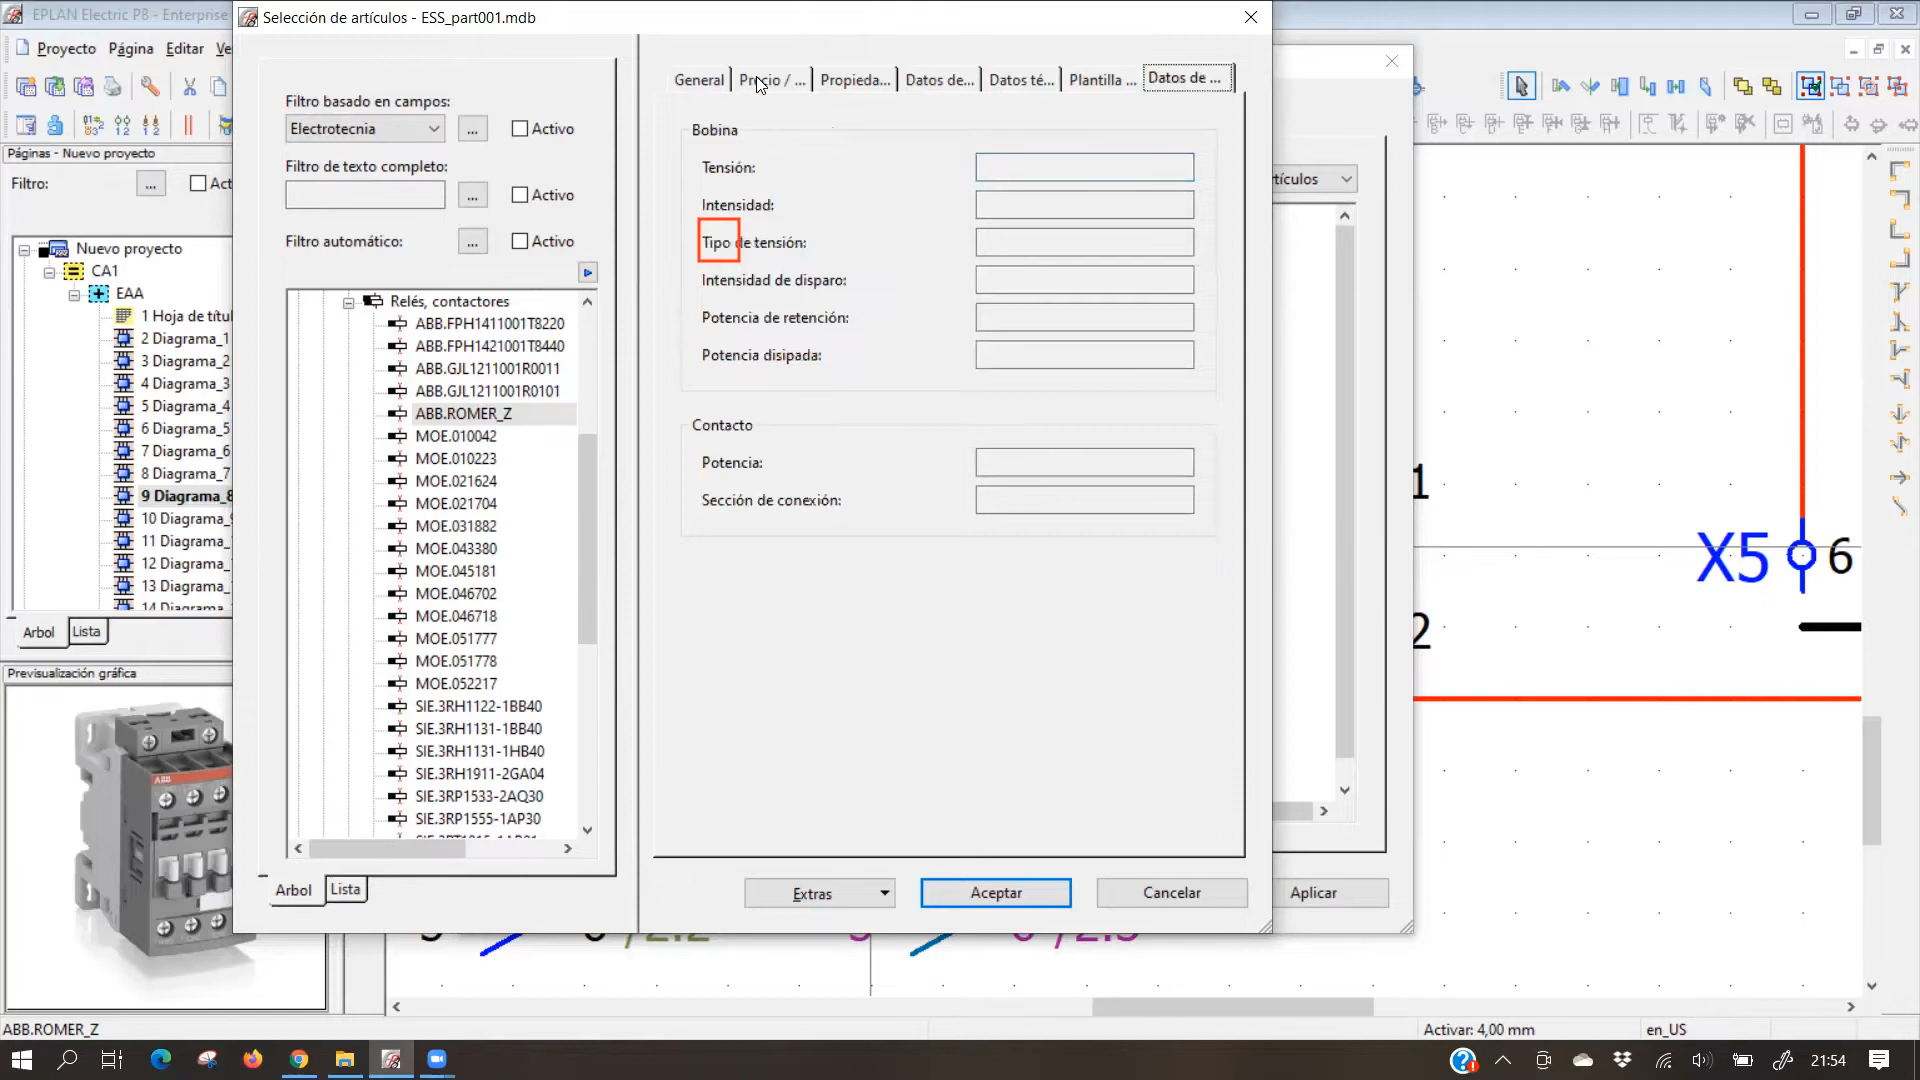 EPLAN Electric P8 - Enterprise
Selección de artículos - ESS_part001.mdb
Proyecto Página Editar Ve
Páginas - Nuevo proyecto
Filtro:
...
Act
Nuevo proyecto
CA1
EAA
1 Hoja de títul
2 Diagrama_1
3 Diagrama_2
4 Diagrama_3
5 Diagrama_4
6 Diagrama_5
7 Diagrama_6
8 Diagrama_7
9 Diagrama_8
10 Diagrama_9
11 Diagrama_
12 Diagrama_
13 Diagrama_
14 Diagrama_
Arbol Lista
Previsualización gráfica
ABB
Filtro basado en campos:
Electrotecnia
...
Activo
Filtro de texto completo:
...
Activo
Filtro automático:
...
Activo
Relés, contactores
ABB.FPH1411001T8220
ABB.FPH1421001T8440
ABB.GJL1211001R0011
ABB.GJL1211001R0101
ABB.ROMER_Z
MOE.010042
MOE.010223
MOE.021624
MOE.021704
MOE.031882
MOE.043380
MOE.045181
MOE.046702
MOE.046718
MOE.051777
MOE.051778
MOE.052217
SIE.3RH1122-1BB40
SIE.3RH1131-1BB40
SIE.3RH1131-1HB40
SIE.3RH1911-2GA04
SIE.3RP1533-2AQ30
SIE.3RP1555-1AP30
Arbol Lista
General Precio / ... Propieda... Datos de... Datos té... Plantilla ... Datos de ...
Bobina
Tensión:
Intensidad:
Tipo de tensión:
Intensidad de disparo:
Potencia de retención:
Potencia disipada:
Contacto
Potencia:
Sección de conexión:
Extras Aceptar Cancelar
tículos
Aplicar
1
X5 6
2
ABB.ROMER_Z
Activar: 4,00 mm
en_US
21:54